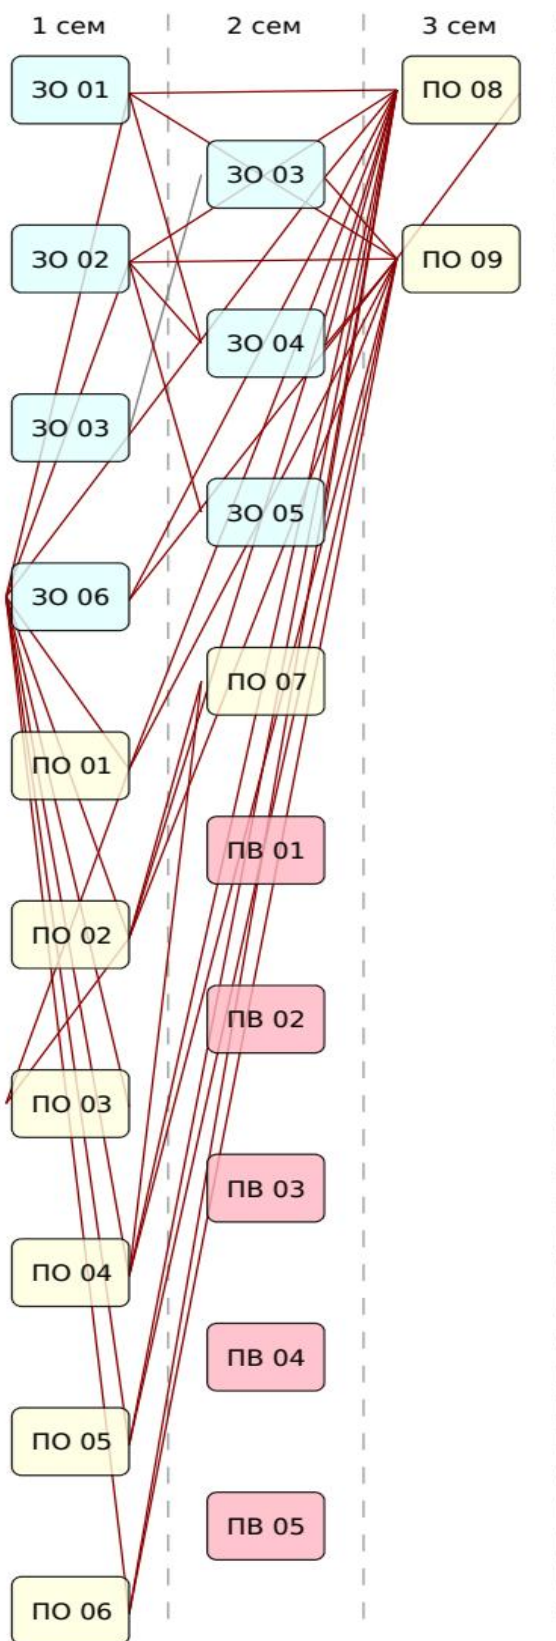 1 сем 2 сем 3 сем
ЗО 01 ПО 08
ЗО 03
ЗО 02 ПО 09
ЗО 04
ЗО 03
ЗО 05
ЗО 06
ПО 07
ПО 01
ПВ 01
ПО 02
ПВ 02
ПО 03
ПВ 03
ПО 04
ПВ 04
ПО 05
ПВ 05
ПО 06